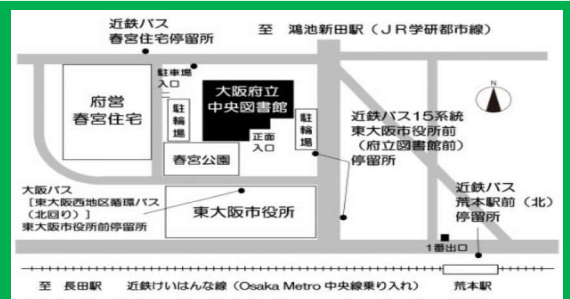 近鉄バス
春宮住宅停留所
至 鴻池新田駅（ＪＲ学研都市線）
駐車場
入口
府営
春宮住宅
大阪府立
中央図書館
駐輪場
正面
入口
駐輪場
春宮公園
N
近鉄バス15系統
東大阪市役所前
（府立図書館前）
停留所
大阪バス
［東大阪西地区循環バス
（北回り）］
東大阪市役所前停留所
東大阪市役所
近鉄バス
荒本駅前（北）
停留所
1番出口
至 長田駅
近鉄けいはんな線（Osaka Metro 中央線乗り入れ）
荒本駅